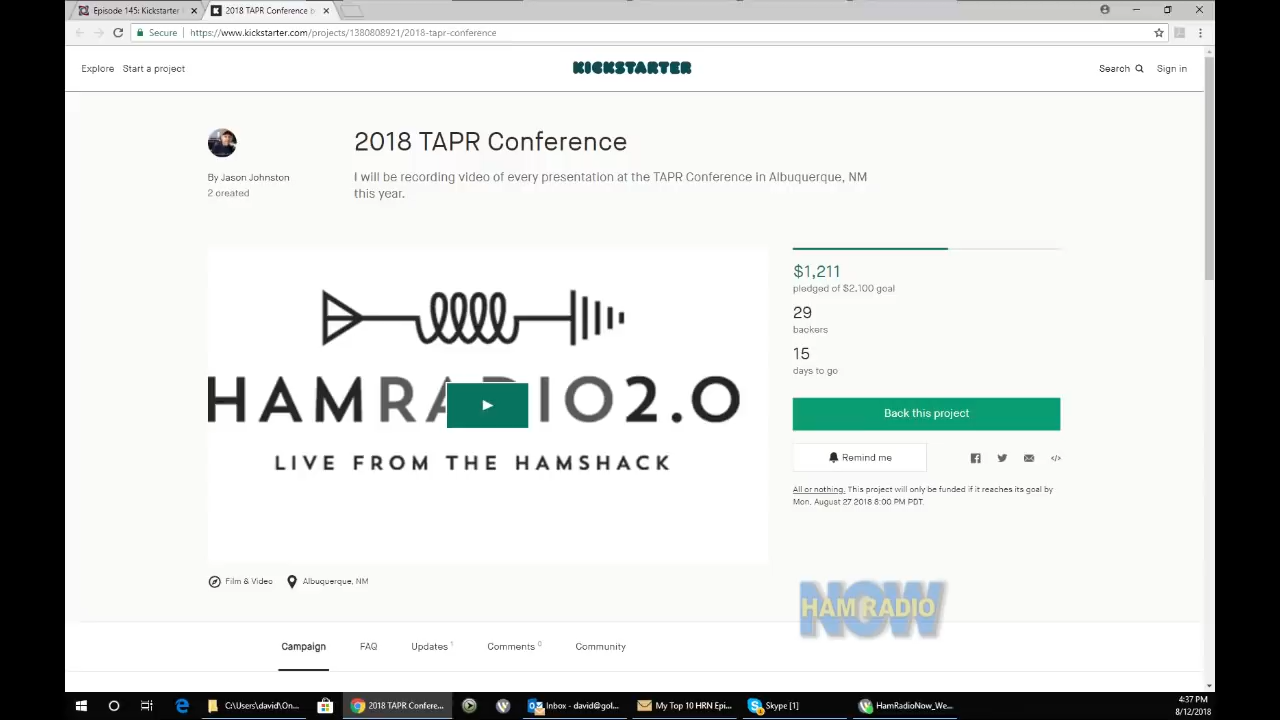 Episode 145: Kickstarter
2018 TAPR Conference b
Secure
https://www.kickstarter.com/projects/1380808921/2018-tapr-conference
Explore Start a project
KICKSTARTER
Search
Sign in
2018 TAPR Conference
By Jason Johnston
2 created
I will be recording video of every presentation at the TAPR Conference in Albuquerque, NM
this year.
$1,211
pledged of $2,100 goal
29
backers
15
days to go
HAMRADIO2.0
LIVE FROM THE HAMSHACK
Back this project
Remind me
All or nothing. This project will only be funded if it reaches its goal by
Mon, August 27 2018 8:00 PM PDT.
Film & Video
Albuquerque, NM
HAM RADIO
NOW
Campaign
FAQ
Updates 1
Comments 0
Community
C:\Users\david\On...
2018 TAPR Confere...
Inbox - david@gol...
My Top 10 HRN Epi...
Skype [1]
HamRadioNow_We...
4:37 PM
8/12/2018